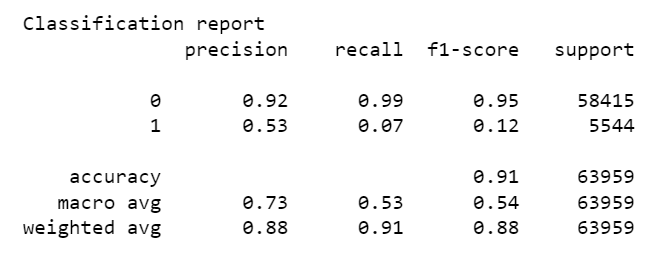 Classification report
precision recall f1-score support
0 0.92 0.99 0.95 58415
1 0.53 0.07 0.12 5544
accuracy 0.91 63959
macro avg 0.73 0.53 0.54 63959
weighted avg 0.88 0.91 0.88 63959